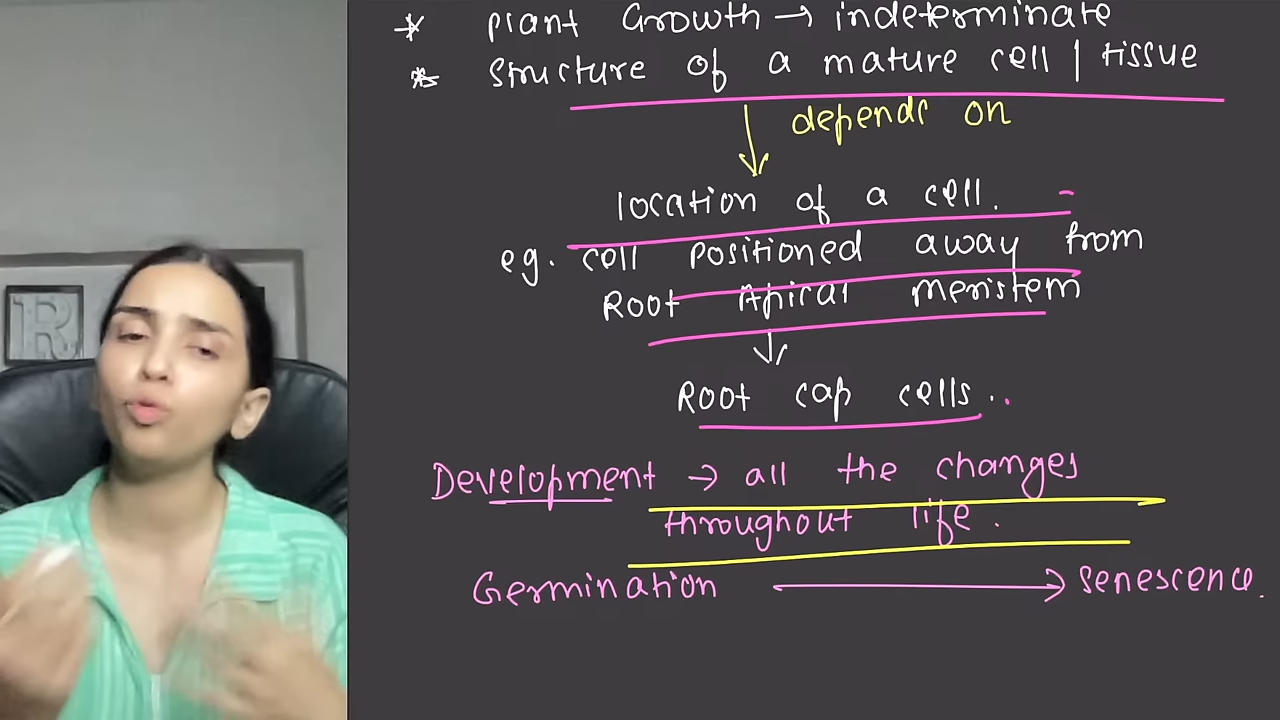 * Plant Growth → indeterminate
* Structure of a mature cell | tissue
depends on
location of a cell.
eg. cell positioned away from
Root Apical Meristem
Root cap cells..
Development → all the changes
throughout life.
Germination → senescence.
R